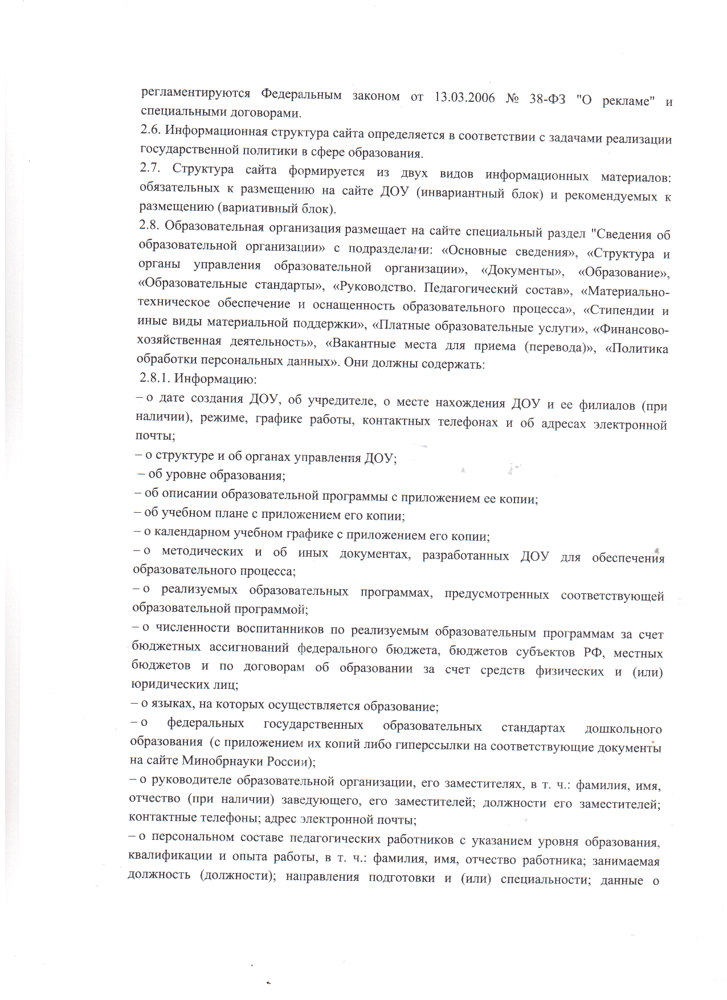 регламентируются Федеральным законом от 13.03.2006 № 38-ФЗ "О рекламе" и
специальными договорами.
2.6. Информационная структура сайта определяется в соответствии с задачами реализации
государственной политики в сфере образования.
2.7. Структура сайта формируется из двух видов информационных материалов:
обязательных к размещению на сайте ДОУ (инвариантный блок) и рекомендуемых к
размещению (вариативный блок).
2.8. Образовательная организация размещает на сайте специальный раздел "Сведения об
образовательной организации» с подразделами: «Основные сведения», «Структура и
органы управления образовательной организации», «Документы», «Образование»,
«Образовательные стандарты», «Руководство. Педагогический состав», «Материально-
техническое обеспечение и оснащенность образовательного процесса», «Стипендии и
иные виды материальной поддержки», «Платные образовательные услуги», «Финансово-
хозяйственная деятельность», «Вакантные места для приема (перевода)», «Политика
обработки персональных данных». Они должны содержать:
2.8.1. Информацию:
– о дате создания ДОУ, об учредителе, о месте нахождения ДОУ и ее филиалов (при
наличии), режиме, графике работы, контактных телефонах и об адресах электронной
почты;
– о структуре и об органах управления ДОУ;
– об уровне образования;
– об описании образовательной программы с приложением ее копии;
– об учебном плане с приложением его копии;
– о календарном учебном графике с приложением его копии;
– о методических и об иных документах, разработанных ДОУ для обеспечения
образовательного процесса;
– о реализуемых образовательных программах, предусмотренных соответствующей
образовательной программой;
– о численности воспитанников по реализуемым образовательным программам за счет
бюджетных ассигнований федерального бюджета, бюджетов субъектов РФ, местных
бюджетов и по договорам об образовании за счет средств физических и (или)
юридических лиц;
– о языках, на которых осуществляется образование;
– о федеральных государственных образовательных стандартах дошкольного
образования (с приложением их копий либо гиперссылки на соответствующие документы
на сайте Минобрнауки России);
– о руководителе образовательной организации, его заместителях, в т. ч.: фамилия, имя,
отчество (при наличии) заведующего, его заместителей; должности его заместителей;
контактные телефоны; адрес электронной почты;
– о персональном составе педагогических работников с указанием уровня образования,
квалификации и опыта работы, в т. ч.: фамилия, имя, отчество работника; занимаемая
должность (должности); направления подготовки и (или) специальности; данные о